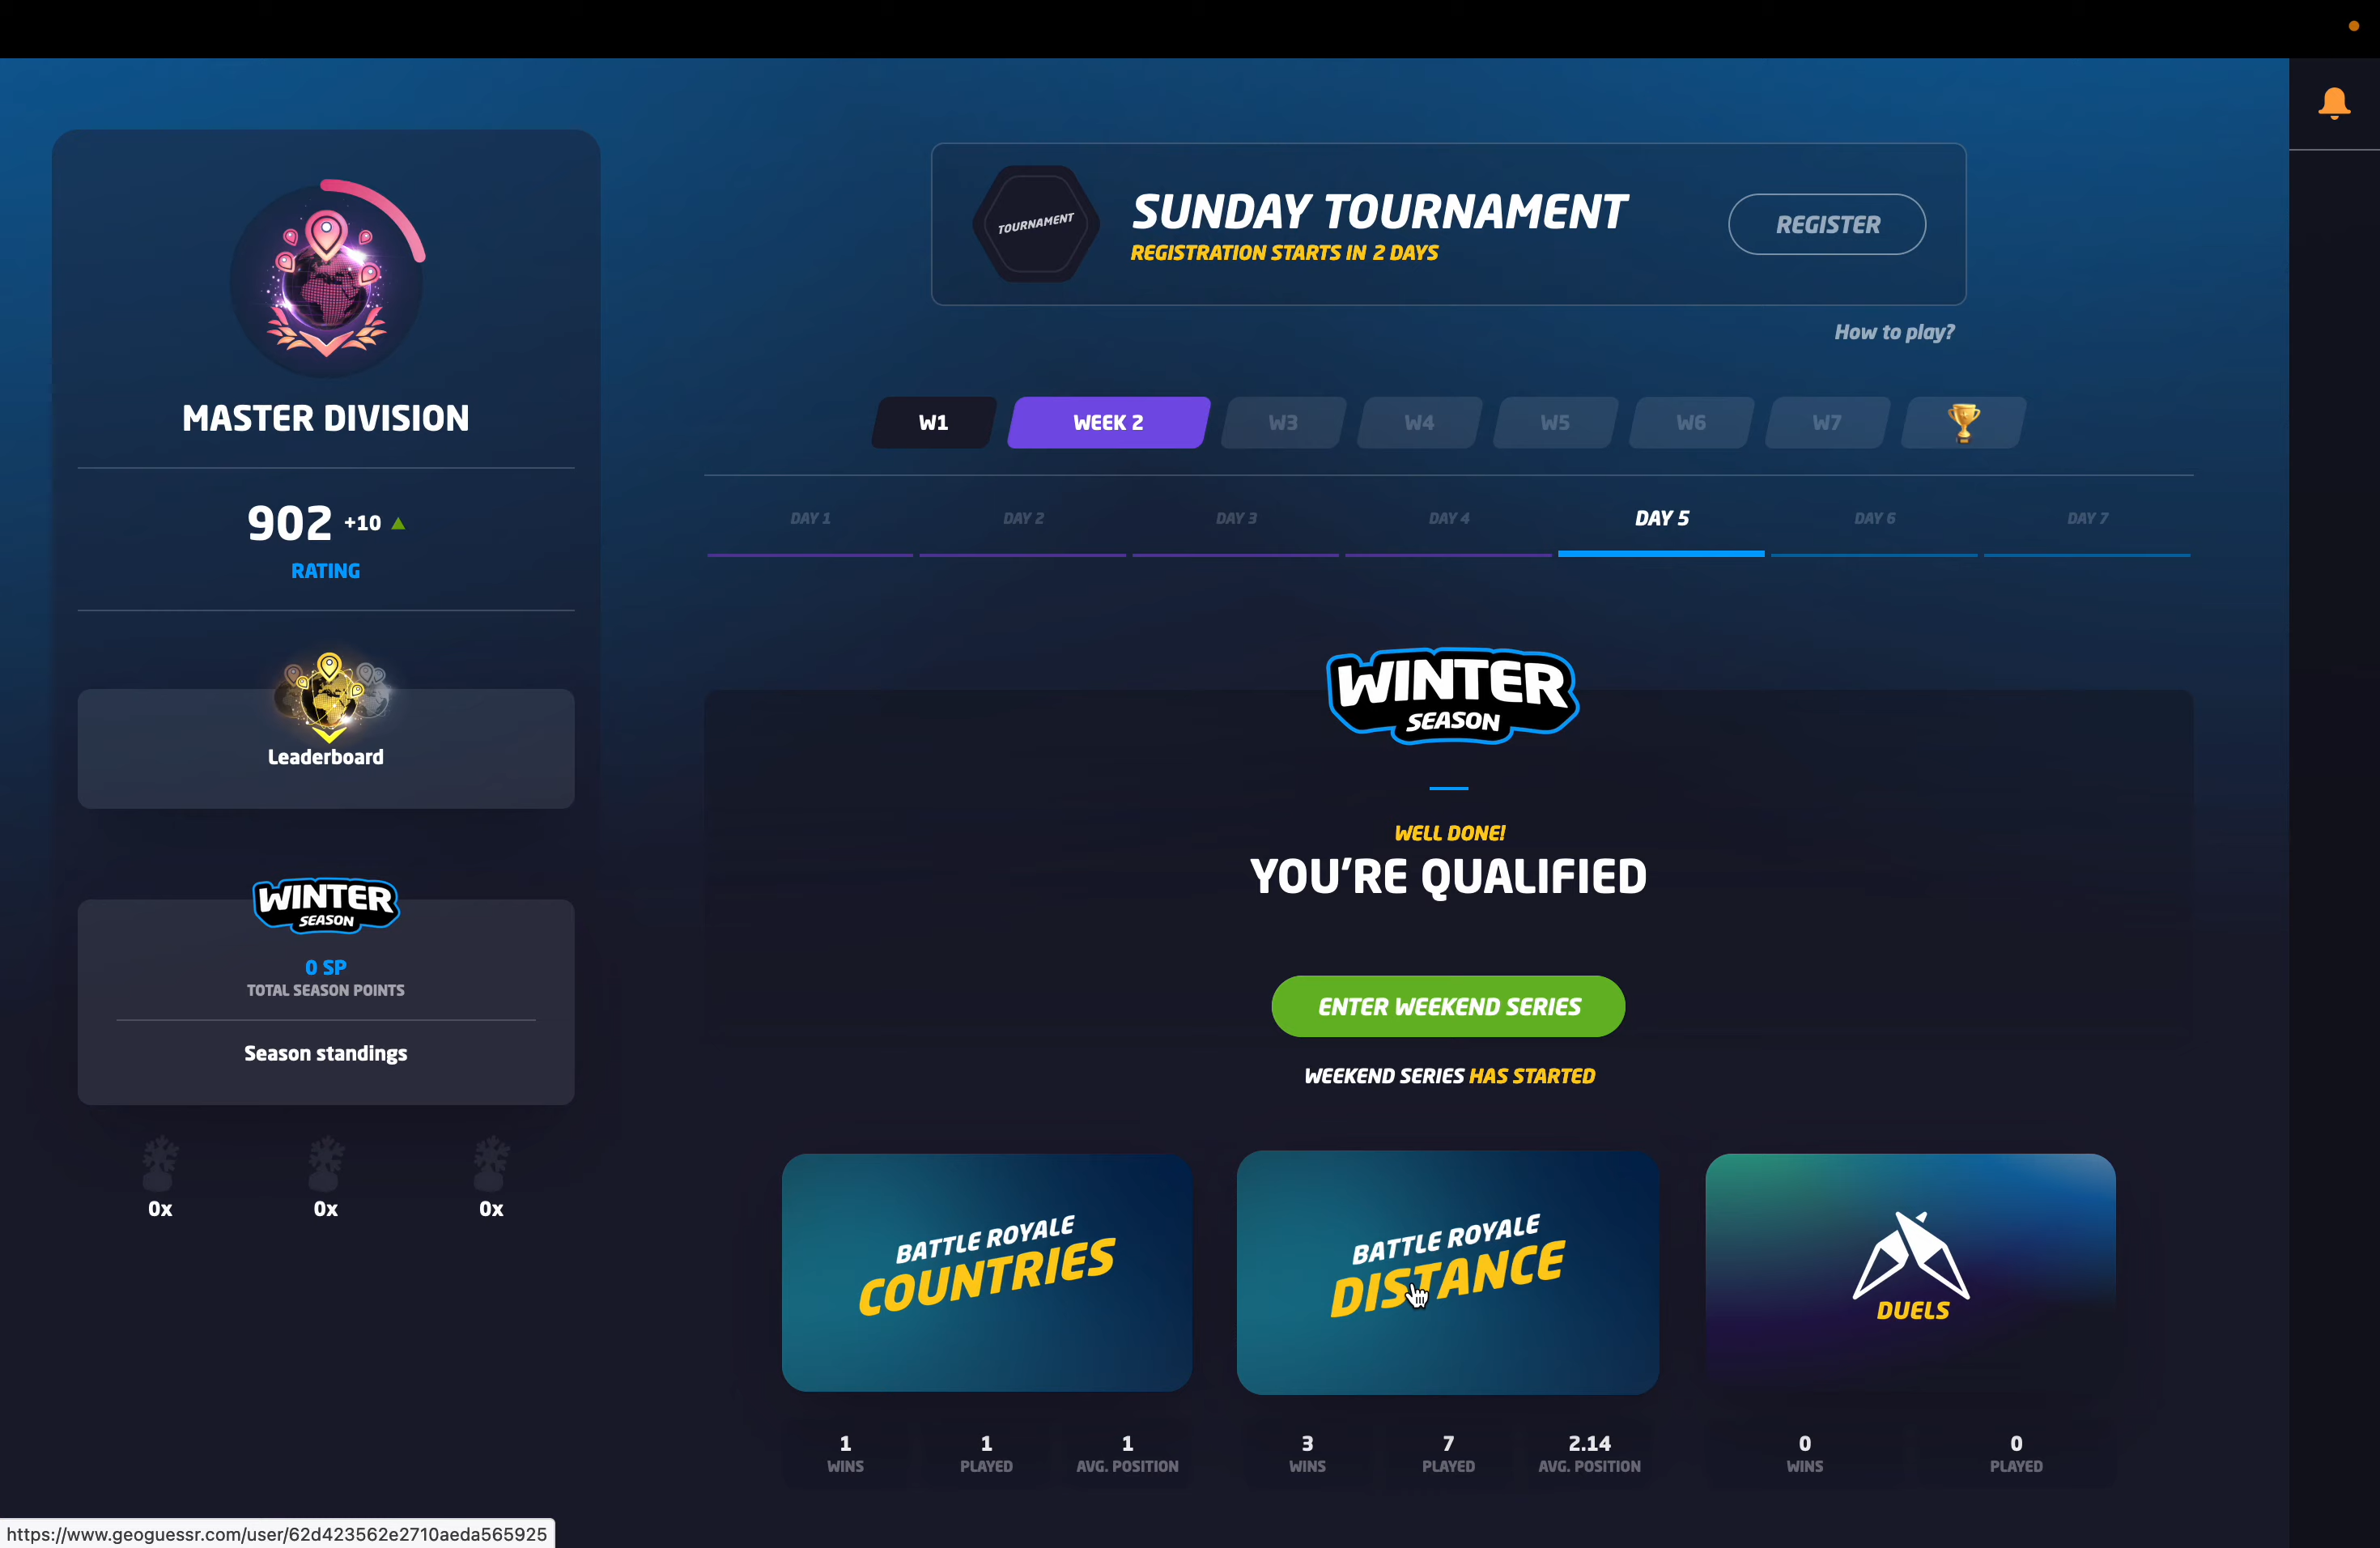 MASTER DIVISION
902 +10
RATING
Leaderboard
WINTER
SEASON
0 SP
TOTAL SEASON POINTS
Season standings
0x 0x 0x
TOURNAMENT
SUNDAY TOURNAMENT
REGISTRATION STARTS IN 2 DAYS
REGISTER
How to play?
W1 WEEK 2 W3 W4 W5 W6 W7
DAY 1 DAY 2 DAY 3 DAY 4 DAY 5 DAY 6 DAY 7
WINTER
SEASON
WELL DONE!
YOU'RE QUALIFIED
ENTER WEEKEND SERIES
WEEKEND SERIES HAS STARTED
BATTLE ROYALE
COUNTRIES
1 1 1
WINS PLAYED AVG. POSITION
BATTLE ROYALE
DISTANCE
3 7 2.14
WINS PLAYED AVG. POSITION
DUELS
0 0
WINS PLAYED
https://www.geoguessr.com/user/62d423562e2710aeda565925